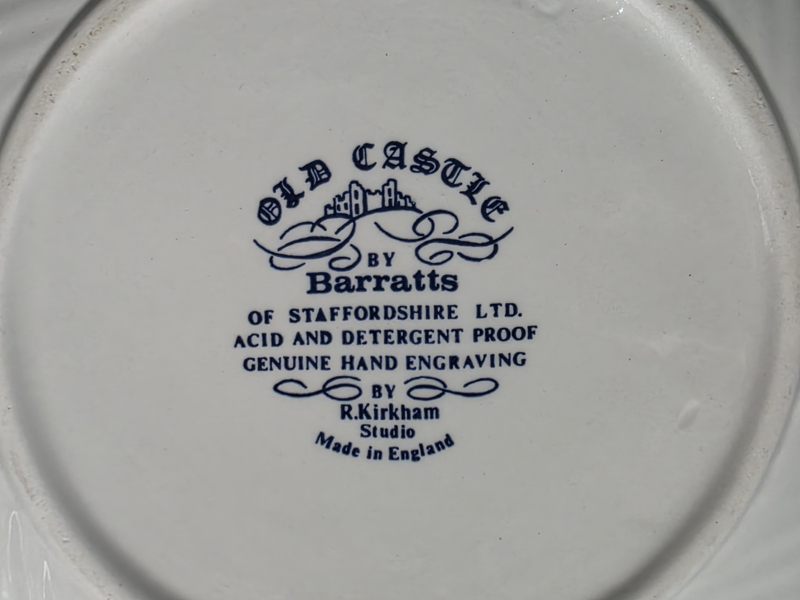 OLD CASTLE
BY
Barratts
OF STAFFORDSHIRE LTD.
ACID AND DETERGENT PROOF
GENUINE HAND ENGRAVING
BY
R.Kirkham
Studio
Made in England